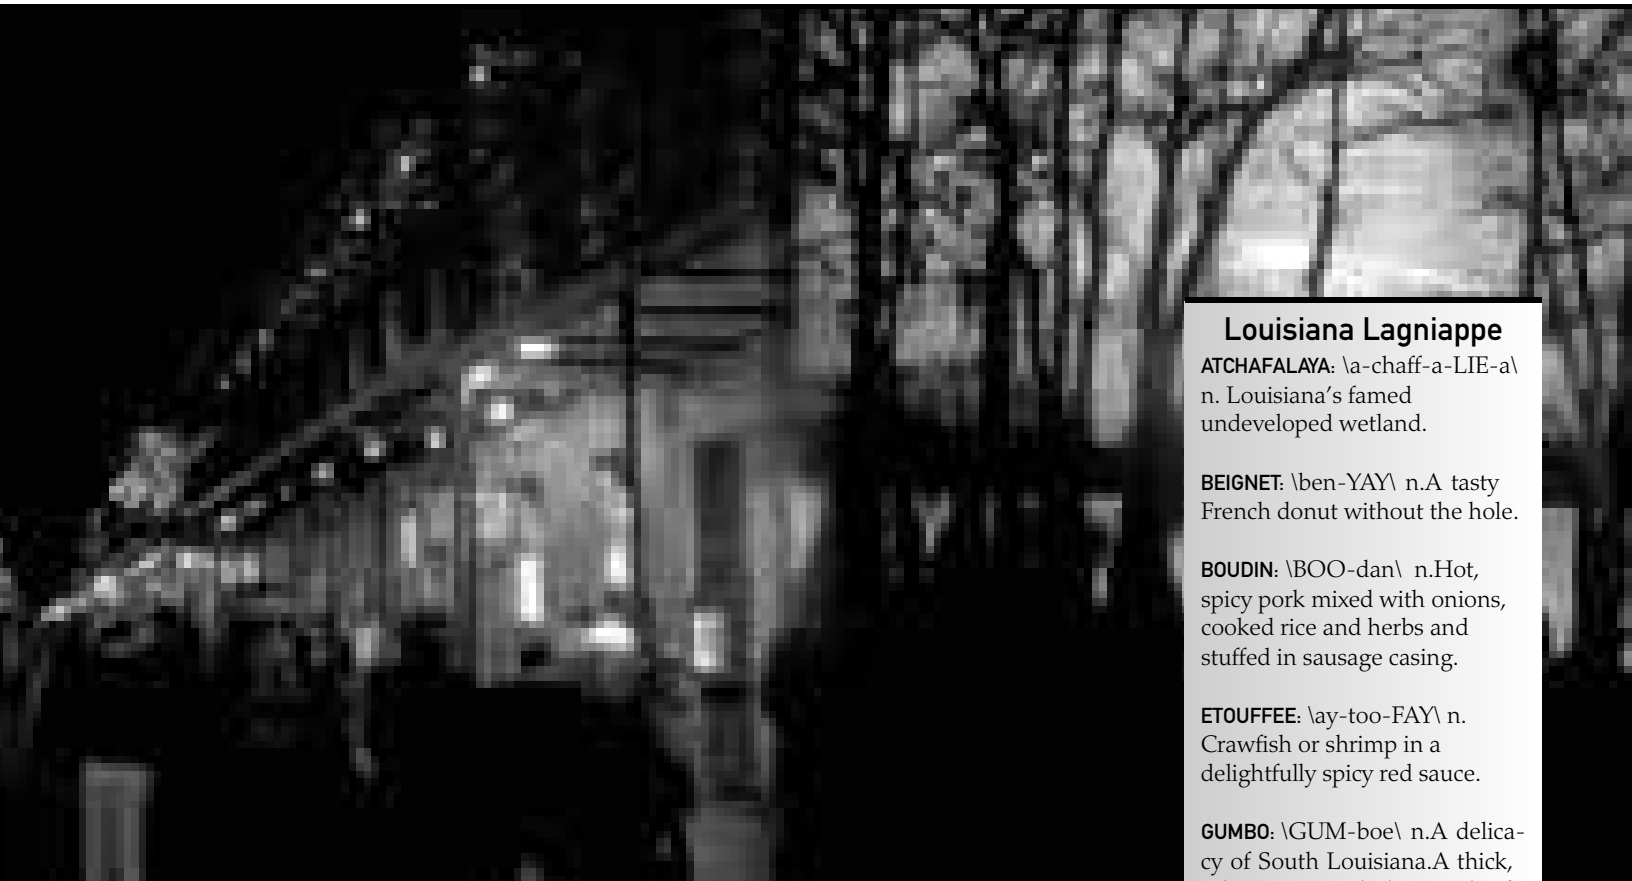 Louisiana Lagniappe
ATCHAFALAYA: \a-chaff-a-LIE-a\
n. Louisiana's famed
undeveloped wetland.
BEIGNET: \ben-YAY\ n.A tasty
French donut without the hole.
BOUDIN: \BOO-dan\ n.Hot,
spicy pork mixed with onions,
cooked rice and herbs and
stuffed in sausage casing.
ETOUFFEE: \ay-too-FAY\ n.
Crawfish or shrimp in a
delightfully spicy red sauce.
GUMBO: \GUM-boe\ n.A delica-
cy of South Louisiana.A thick,